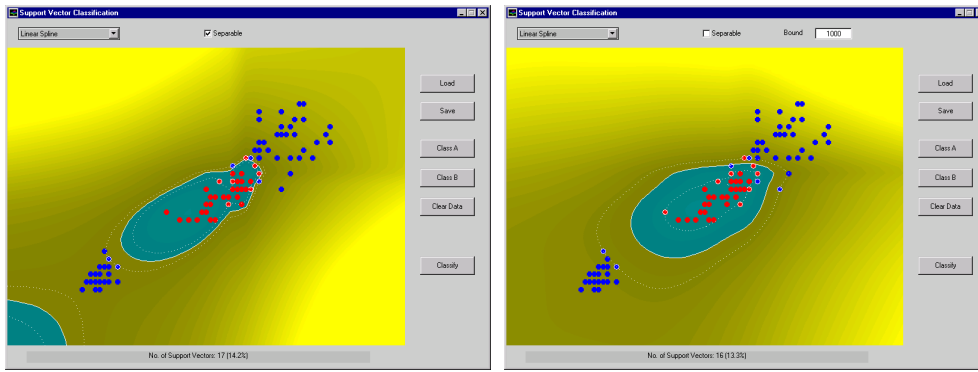 Support Vector Classification
Linear Spline
Separable
Load
Save
Class A
Class B
Clear Data
Classify
No. of Support Vectors: 17 (14.2%)
Support Vector Classification
Linear Spline
Separable
Bound
1000
Load
Save
Class A
Class B
Clear Data
Classify
No. of Support Vectors: 16 (13.3%)